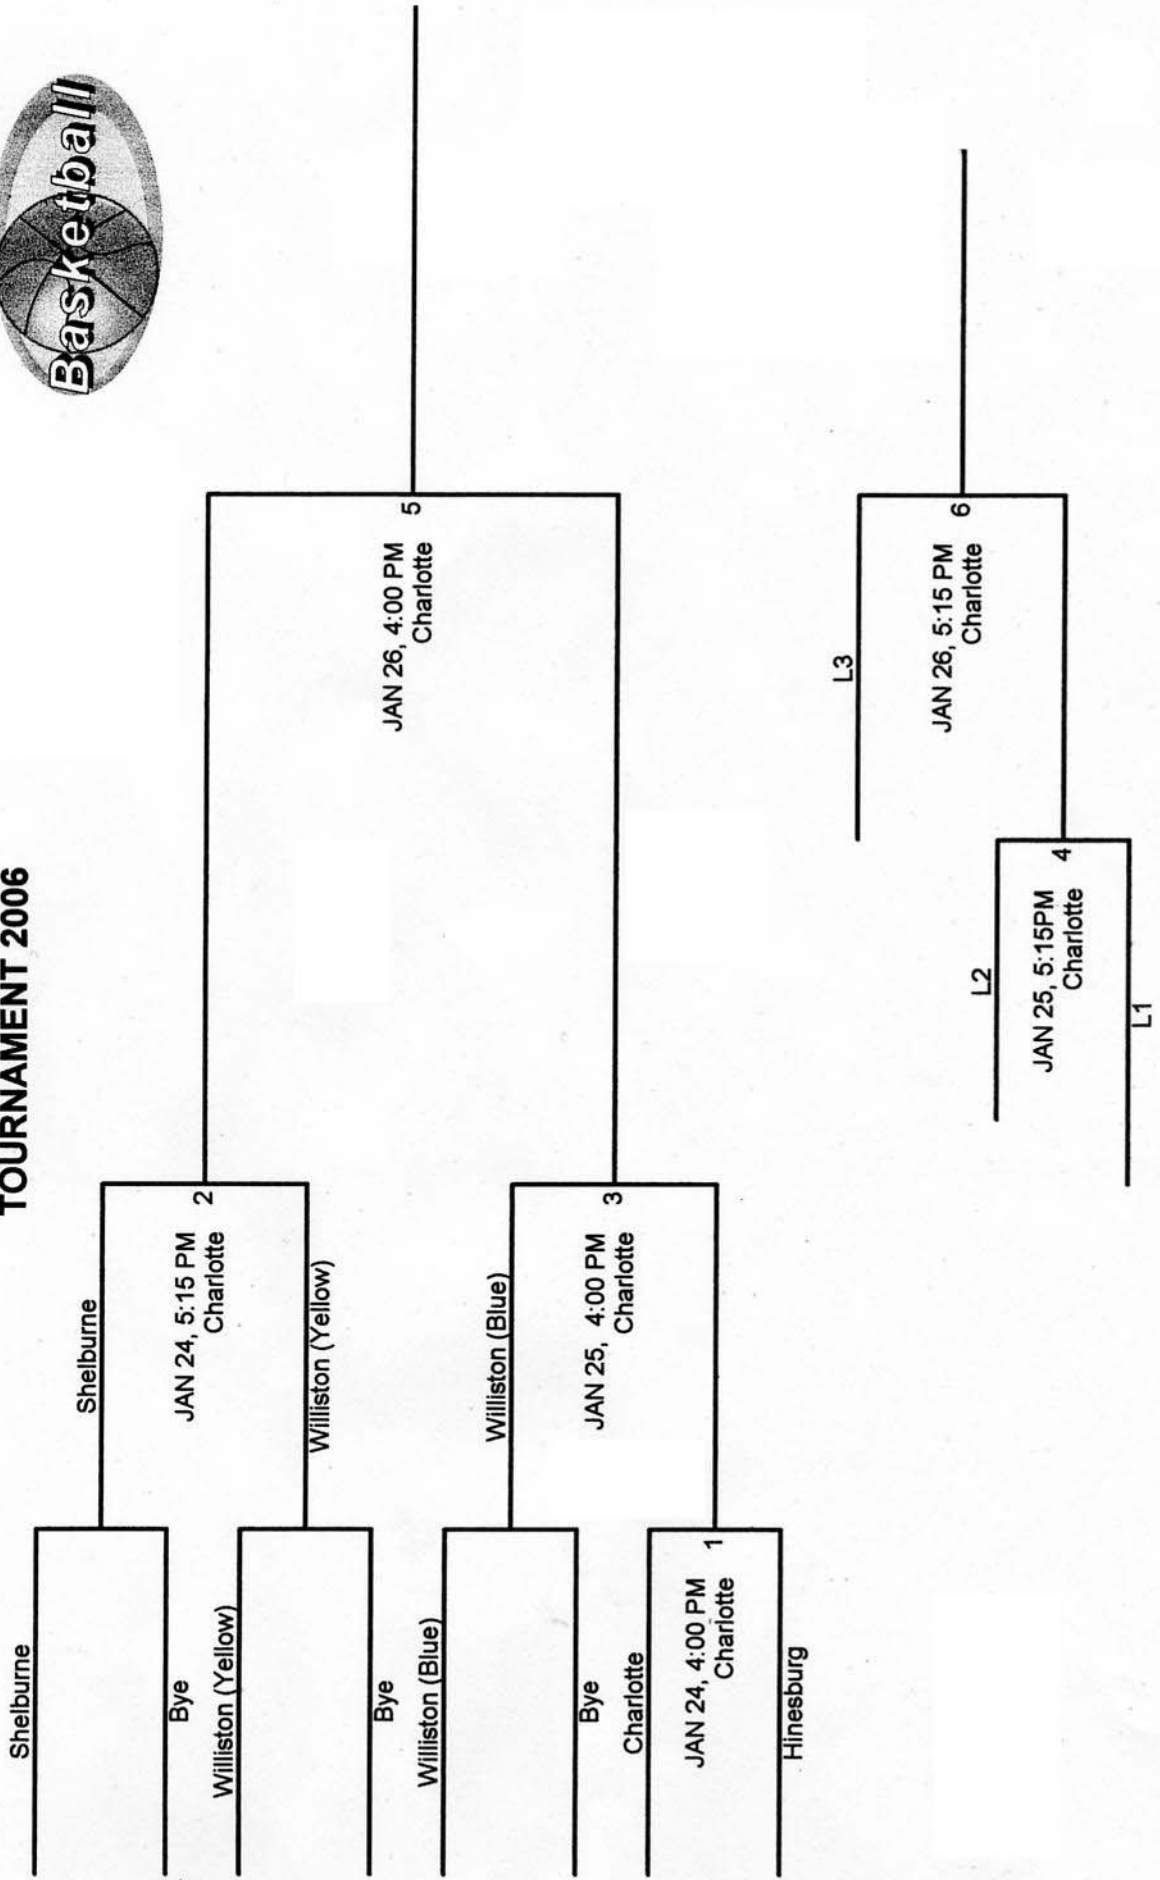 TOURNAMENT 2006
Basketball
Shelburne
Bye
Williston (Yellow)
Bye
Williston (Blue)
Bye
Charlotte
JAN 24, 4:00 PM
Charlotte
1
Hinesburg
Shelburne
JAN 24, 5:15 PM
Charlotte
2
Williston (Yellow)
Williston (Blue)
JAN 25, 4:00 PM
Charlotte
3
JAN 26, 4:00 PM
Charlotte
5
L3
JAN 26, 5:15 PM
Charlotte
6
L2
JAN 25, 5:15PM
Charlotte
4
L1